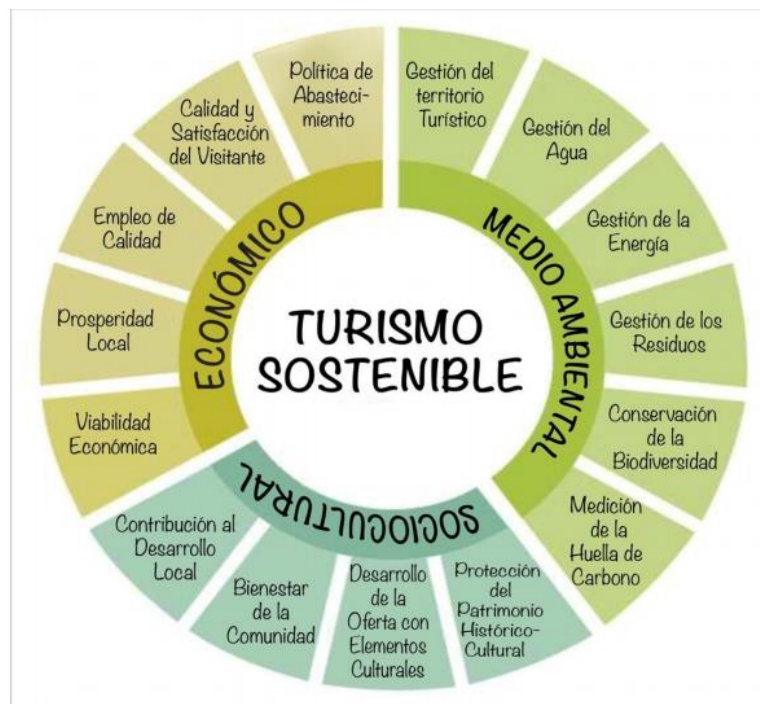 TURISMO
SOSTENIBLE
ECONÓMICO
Política de
Abasteci-
miento
Calidad y
Satisfacción
del Visitante
Empleo de
Calidad
Prosperidad
Local
Viabilidad
Económica
MEDIO AMBIENTAL
Gestión del
territorio
Turístico
Gestión del
Agua
Gestión de la
Energía
Gestión de los
Residuos
Conservación
de la
Biodiversidad
Medición
de la
Huella de
Carbono
SOCIOCULTURAL
Contribución al
Desarrollo
Local
Bienestar
de la
Comunidad
Desarrollo
de la
Oferta con
Elementos
Culturales
Protección
del
Patrimonio
Histórico-
Cultural